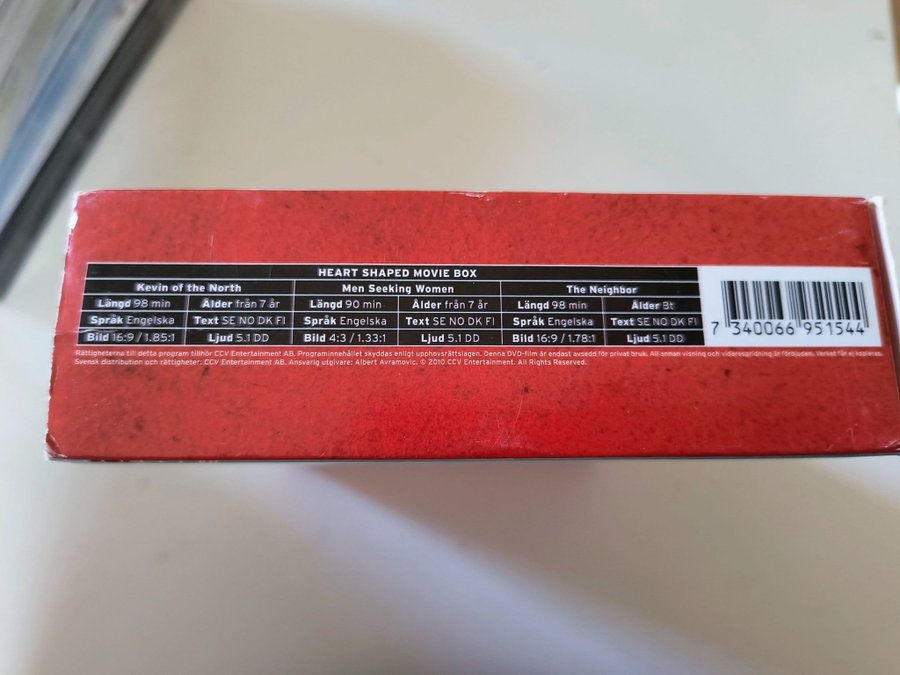 HEART SHAPED MOVIE BOX
Kevin of the North Men Seeking Women The Neighbor
Längd 98 min Ålder från 7 år Längd 90 min Ålder från 7 år Längd 98 min Ålder Bt
Språk Engelska Text SE NO DK FI Språk Engelska Text SE NO DK FI Språk Engelska Text SE NO DK FI
Bild 16:9 / 1.85:1 Ljud 5.1 DD Bild 4:3 / 1.33:1 Ljud 5.1 DD Bild 16:9 / 1.78:1 Ljud 5.1 DD
7 340066 951544
Rättigheterna till detta program tillhör CCV Entertainment AB. Programinnehållet skyddas enligt upphovsrättslagen. Denna DVD-film är endast avsedd för privat bruk. All annan visning och vidarespridning är förbjuden. Verket får ej kopieras.
Svensk distribution och rättigheter: CCV Entertainment AB. Ansvarig utgivare: Albert Avramovic. © 2010 CCV Entertainment. All Rights Reserved.